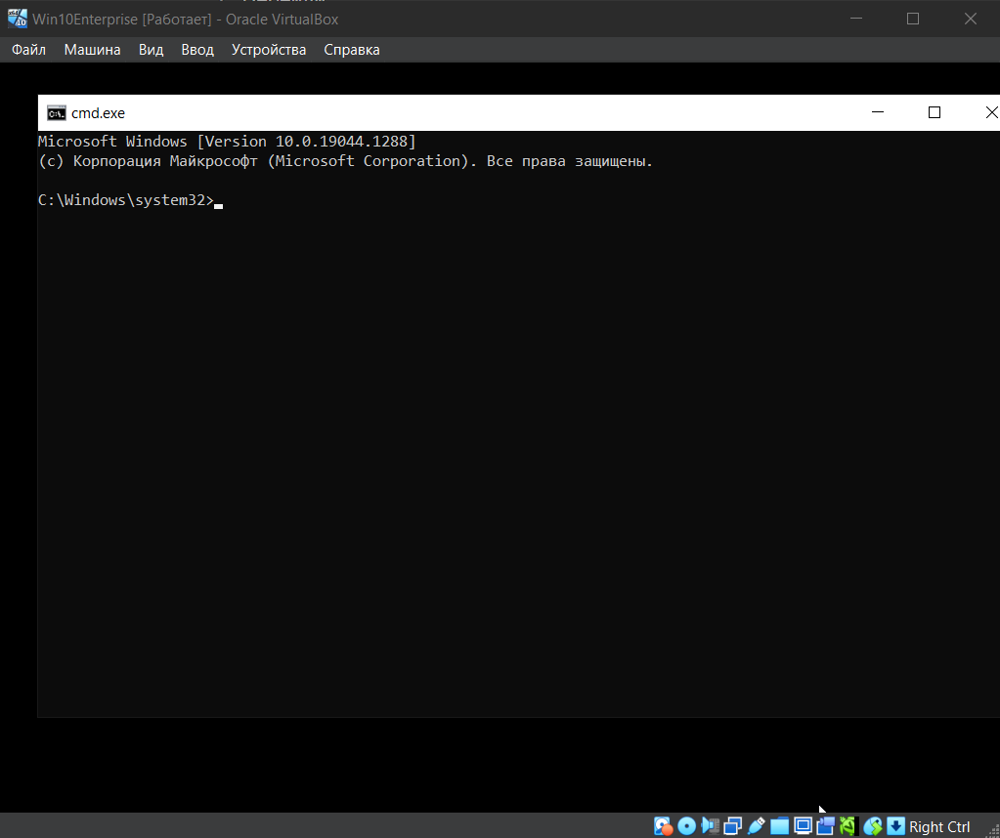 Win10Enterprise [Работает] - Oracle VirtualBox
Файл Машина Вид Ввод Устройства Справка
cmd.exe
Microsoft Windows [Version 10.0.19044.1288]
(c) Корпорация Майкрософт (Microsoft Corporation). Все права защищены.
C:\Windows\system32>
Right Ctrl